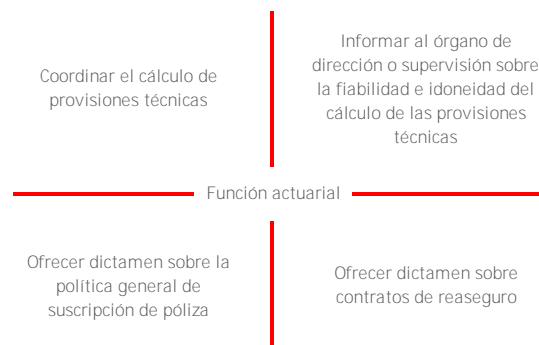 Coordinar el cálculo de
provisiones técnicas
Informar al órgano de
dirección o supervisión sobre
la fiabilidad e idoneidad del
cálculo de las provisiones
técnicas
Función actuarial
Ofrecer dictamen sobre la
política general de
suscripción de póliza
Ofrecer dictamen sobre
contratos de reaseguro